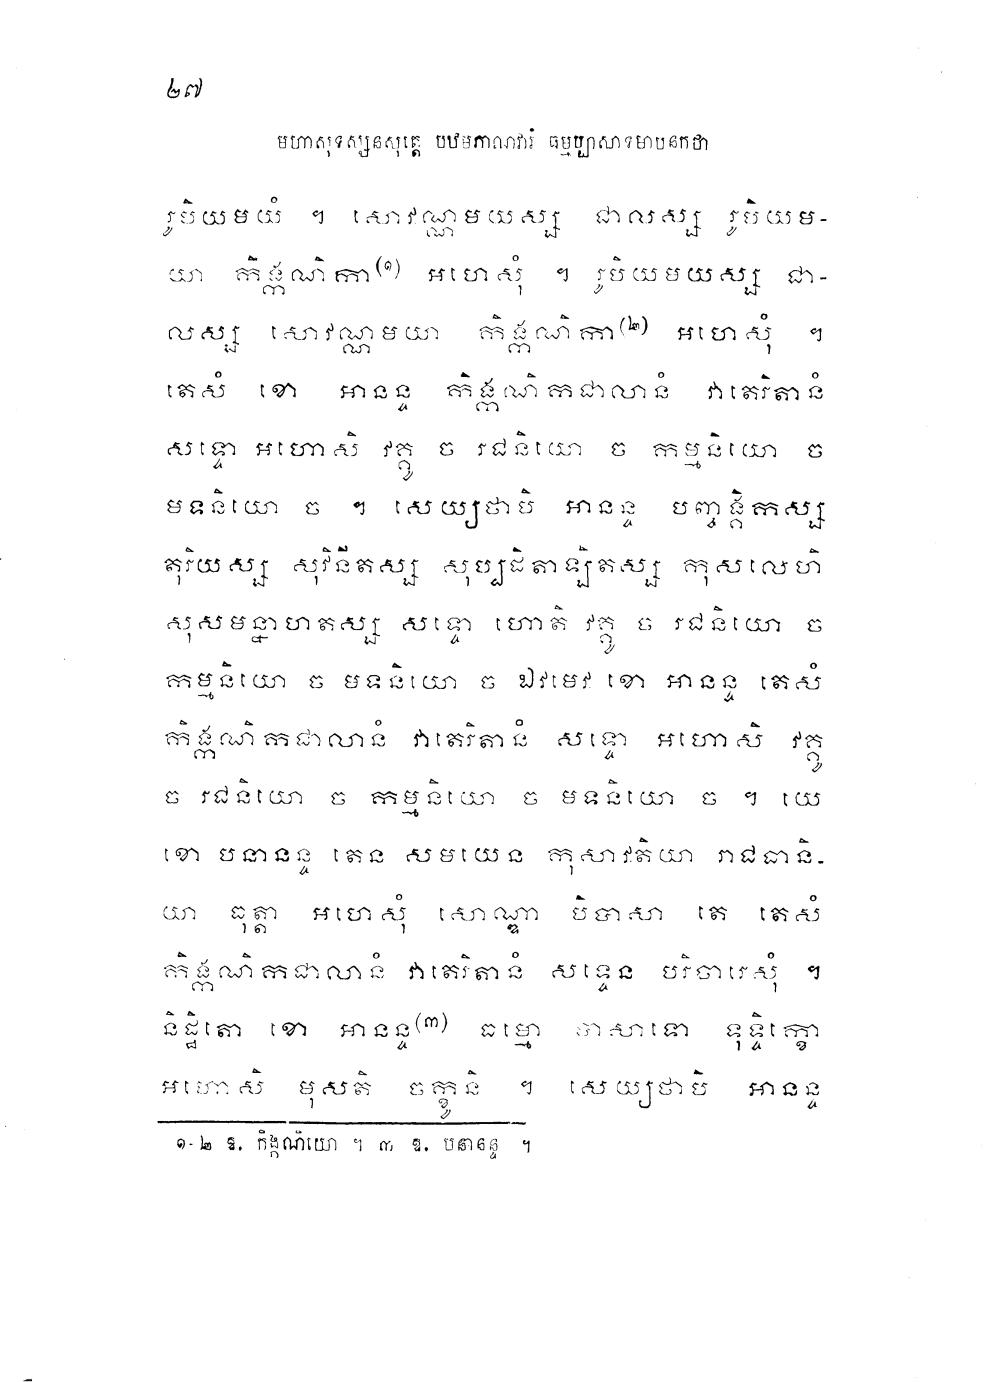 ២៧
មហាសុទស្សនសុត្តេ បឋមភាណវារំ ធម្មប្បាសាទមាបនកថា
រូបិយមយំ ។ សោវណ្ណមយស្ស ជាលស្ស រូបិយម-
យា កិង្កណិកា(១) អហេសុំ ។ រូបិយមយស្ស ជា-
លស្ស សោវណ្ណមយា កិង្កណិកា(២) អហេសុំ ។
តេសំ ខោ អានន្ទ កិង្កណិកជាលានំ វាតេរិតានំ
សទ្ទោ អហោសិ វគ្គូ ច រជនិយោ ច កម្មនិយោ ច
មទនិយោ ច ។ សេយ្យថាបិ អានន្ទ បញ្ចង្គិកស្ស
តុរិយស្ស សុវិនីតស្ស សុប្បដិតាឡិតស្ស កុសលេហិ
សុសមន្នាហតស្ស សទ្ទោ ហោតិ វគ្គូ ច រជនិយោ ច
កម្មនិយោ ច មទនិយោ ច ឯវមេវ ខោ អានន្ទ តេសំ
កិង្កណិកជាលានំ វាតេរិតានំ សទ្ទោ អហោសិ វគ្គូ
ច រជនិយោ ច កម្មនិយោ ច មទនិយោ ច ។ យេ
ខោ បនានន្ទ តេន សមយេន កុសាវតិយា រាជធានិ-
យា ធុត្តា អហេសុំ សោណ្ឌា បិបាសា តេ តេសំ
កិង្កណិកជាលានំ វាតេរិតានំ សទ្ទេន បរិចារេសុំ ។
និដ្ឋិតោ ខោ អានន្ទ(៣) ធម្មោ បាសាទោ ទុទ្ទិក្ខោ
អហោសិ មុសតិ ចក្ខូនិ ។ សេយ្យថាបិ អានន្ទ
១-២ ឱ. កិង្កណិយោ ។ ៣ ឱ. បនានន្ទ ។